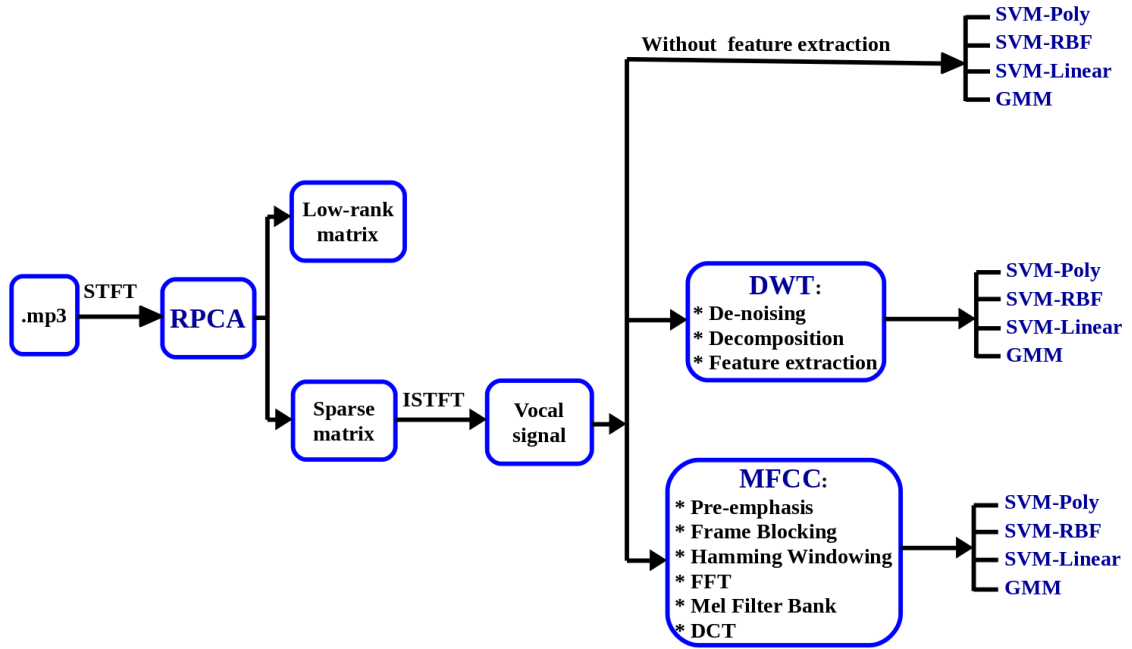 .mp3
STFT
RPCA
Low-rank
matrix
Sparse
matrix
ISTFT
Vocal
signal
Without feature extraction
SVM-Poly
SVM-RBF
SVM-Linear
GMM
DWT:
* De-noising
* Decomposition
* Feature extraction
SVM-Poly
SVM-RBF
SVM-Linear
GMM
MFCC:
* Pre-emphasis
* Frame Blocking
* Hamming Windowing
* FFT
* Mel Filter Bank
* DCT
SVM-Poly
SVM-RBF
SVM-Linear
GMM